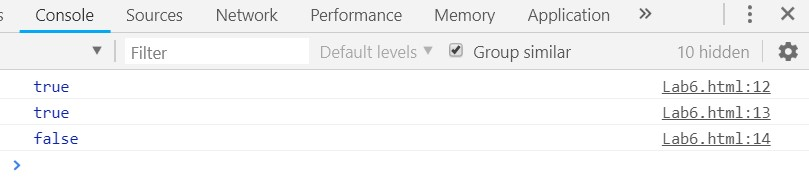 s Console Sources Network Performance Memory Application »
Filter Default levels ▼ Group similar 10 hidden
true Lab6.html:12
true Lab6.html:13
false Lab6.html:14